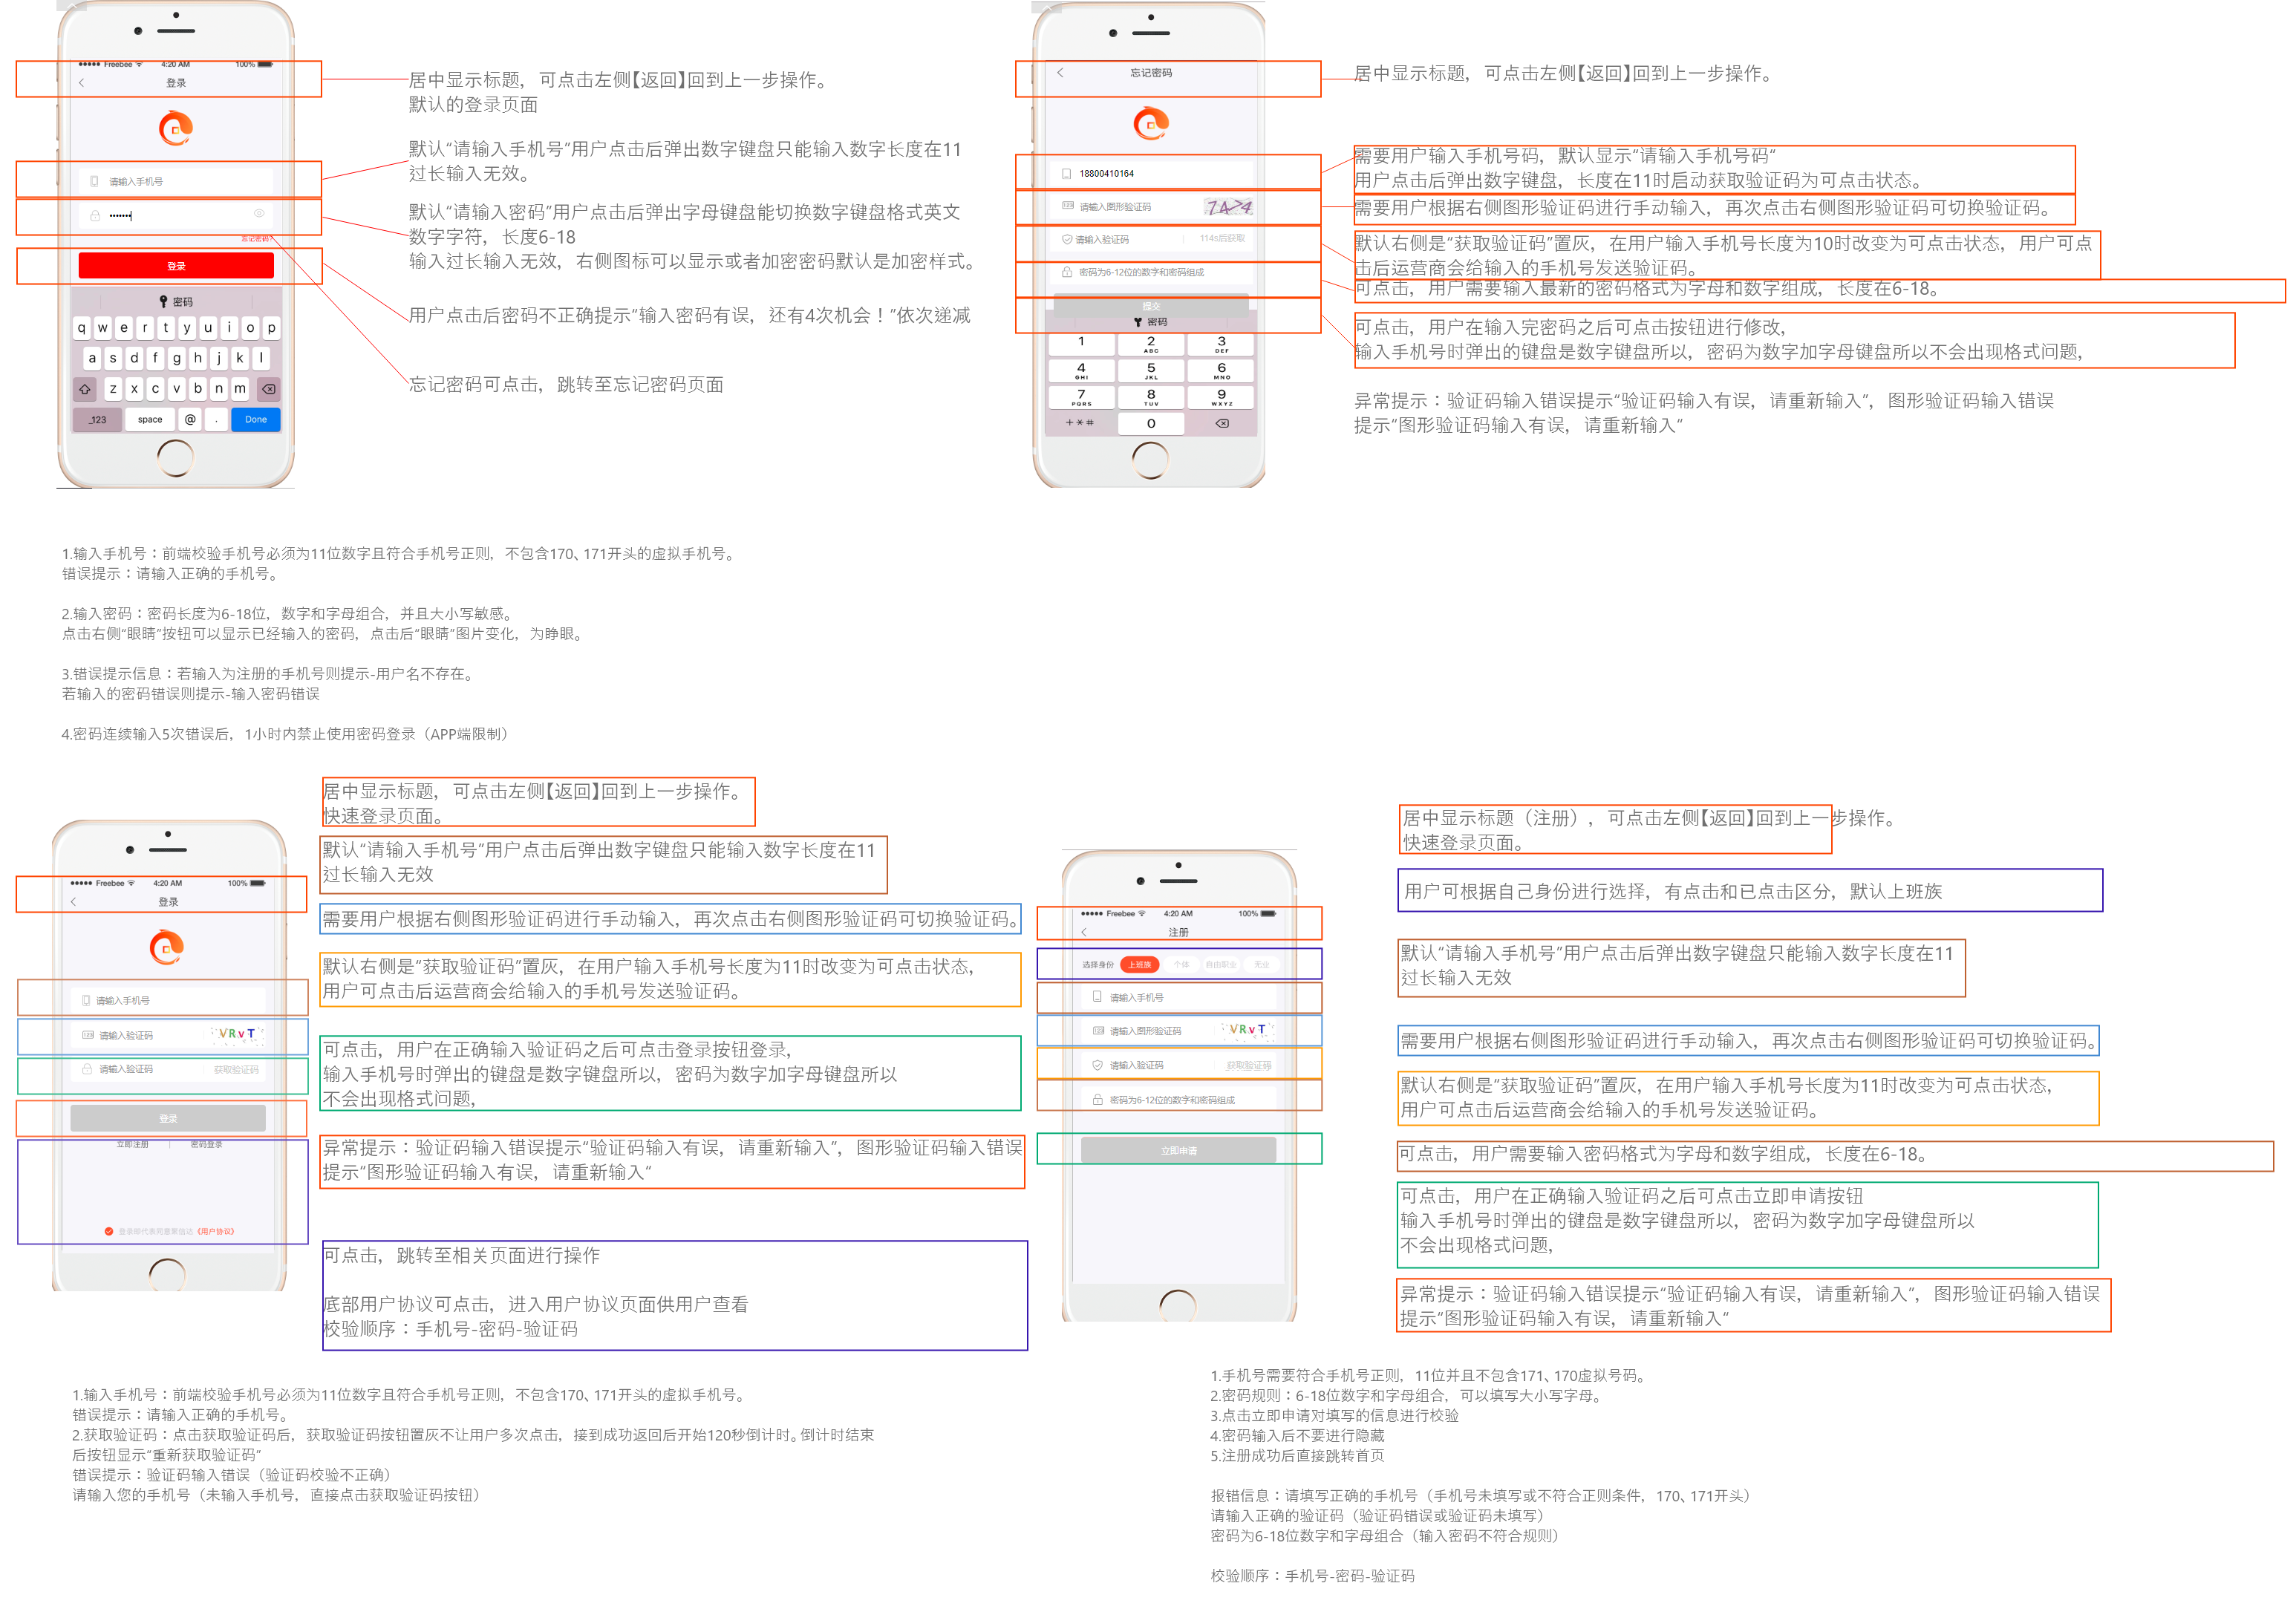 ●●●●● Freebee 4:20 AM 100%
登录
请输入手机号
•••••••
忘记密码?
登录
密码
q w e r t y u i o p
a s d f g h j k l
z x c v b n m
_123 space @ . Done
居中显示标题，可点击左侧【返回】回到上一步操作。
默认的登录页面
默认“请输入手机号”用户点击后弹出数字键盘只能输入数字长度在11
过长输入无效。
默认“请输入密码”用户点击后弹出字母键盘能切换数字键盘格式英文
数字字符，长度6-18
输入过长输入无效，右侧图标可以显示或者加密密码默认是加密样式。
用户点击后密码不正确提示“输入密码有误，还有4次机会！”依次递减
忘记密码可点击，跳转至忘记密码页面
忘记密码
18800410164
请输入图形验证码 7A74
请输入验证码 114s后获取
密码为6-12位的数字和密码组成
提交
密码
1 2 3
ABC DEF
4 5 6
GHI JKL MNO
7 8 9
PQRS TUV WXYZ
+*# 0
居中显示标题，可点击左侧【返回】回到上一步操作。
需要用户输入手机号码，默认显示“请输入手机号码“
用户点击后弹出数字键盘，长度在11时启动获取验证码为可点击状态。
需要用户根据右侧图形验证码进行手动输入，再次点击右侧图形验证码可切换验证码。
默认右侧是“获取验证码”置灰，在用户输入手机号长度为10时改变为可点击状态，用户可点
击后运营商会给输入的手机号发送验证码。
可点击，用户需要输入最新的密码格式为字母和数字组成，长度在6-18。
可点击，用户在输入完密码之后可点击按钮进行修改，
输入手机号时弹出的键盘是数字键盘所以，密码为数字加字母键盘所以不会出现格式问题，
异常提示：验证码输入错误提示“验证码输入有误，请重新输入”，图形验证码输入错误
提示“图形验证码输入有误，请重新输入“
1.输入手机号：前端校验手机号必须为11位数字且符合手机号正则，不包含170、171开头的虚拟手机号。
错误提示：请输入正确的手机号。
2.输入密码：密码长度为6-18位，数字和字母组合，并且大小写敏感。
点击右侧“眼睛”按钮可以显示已经输入的密码，点击后“眼睛”图片变化，为睁眼。
3.错误提示信息：若输入为注册的手机号则提示-用户名不存在。
若输入的密码错误则提示-输入密码错误
4.密码连续输入5次错误后，1小时内禁止使用密码登录（APP端限制）
●●●●● Freebee 4:20 AM 100%
登录
请输入手机号
请输入验证码 VRvT
请输入验证码 获取验证码
登录
立即注册 | 密码登录
《用户协议》
居中显示标题，可点击左侧【返回】回到上一步操作。
快速登录页面。
默认“请输入手机号”用户点击后弹出数字键盘只能输入数字长度在11
过长输入无效
需要用户根据右侧图形验证码进行手动输入，再次点击右侧图形验证码可切换验证码。
默认右侧是“获取验证码”置灰，在用户输入手机号长度为11时改变为可点击状态，
用户可点击后运营商会给输入的手机号发送验证码。
可点击，用户在正确输入验证码之后可点击登录按钮登录，
输入手机号时弹出的键盘是数字键盘所以，密码为数字加字母键盘所以
不会出现格式问题，
异常提示：验证码输入错误提示“验证码输入有误，请重新输入”，图形验证码输入错误
提示“图形验证码输入有误，请重新输入“
可点击，跳转至相关页面进行操作
底部用户协议可点击，进入用户协议页面供用户查看
校验顺序：手机号-密码-验证码
1.输入手机号：前端校验手机号必须为11位数字且符合手机号正则，不包含170、171开头的虚拟手机号。
错误提示：请输入正确的手机号。
2.获取验证码：点击获取验证码后，获取验证码按钮置灰不让用户多次点击，接到成功返回后开始120秒倒计时。倒计时结束
后按钮显示“重新获取验证码“
错误提示：验证码输入错误（验证码校验不正确）
请输入您的手机号（未输入手机号，直接点击获取验证码按钮）
●●●●● Freebee 4:20 AM 100%
注册
选择身份 上班族 个体 自由职业 无业
请输入手机号
请输入图形验证码 VRvT
请输入验证码 获取验证码
密码为6-12位的数字和密码组成
立即申请
居中显示标题（注册），可点击左侧【返回】回到上一步操作。
快速登录页面。
用户可根据自己身份进行选择，有点击和已点击区分，默认上班族
默认“请输入手机号”用户点击后弹出数字键盘只能输入数字长度在11
过长输入无效
需要用户根据右侧图形验证码进行手动输入，再次点击右侧图形验证码可切换验证码。
默认右侧是“获取验证码”置灰，在用户输入手机号长度为11时改变为可点击状态，
用户可点击后运营商会给输入的手机号发送验证码。
可点击，用户需要输入密码格式为字母和数字组成，长度在6-18。
可点击，用户在正确输入验证码之后可点击立即申请按钮
输入手机号时弹出的键盘是数字键盘所以，密码为数字加字母键盘所以
不会出现格式问题，
异常提示：验证码输入错误提示“验证码输入有误，请重新输入”，图形验证码输入错误
提示“图形验证码输入有误，请重新输入“
1.手机号需要符合手机号正则，11位并且不包含171、170虚拟号码。
2.密码规则：6-18位数字和字母组合，可以填写大小写字母。
3.点击立即申请对填写的信息进行校验
4.密码输入后不要进行隐藏
5.注册成功后直接跳转首页
报错信息：请填写正确的手机号（手机号未填写或不符合正则条件，170、171开头）
请输入正确的验证码（验证码错误或验证码未填写）
密码为6-18位数字和字母组合（输入密码不符合规则）
校验顺序：手机号-密码-验证码